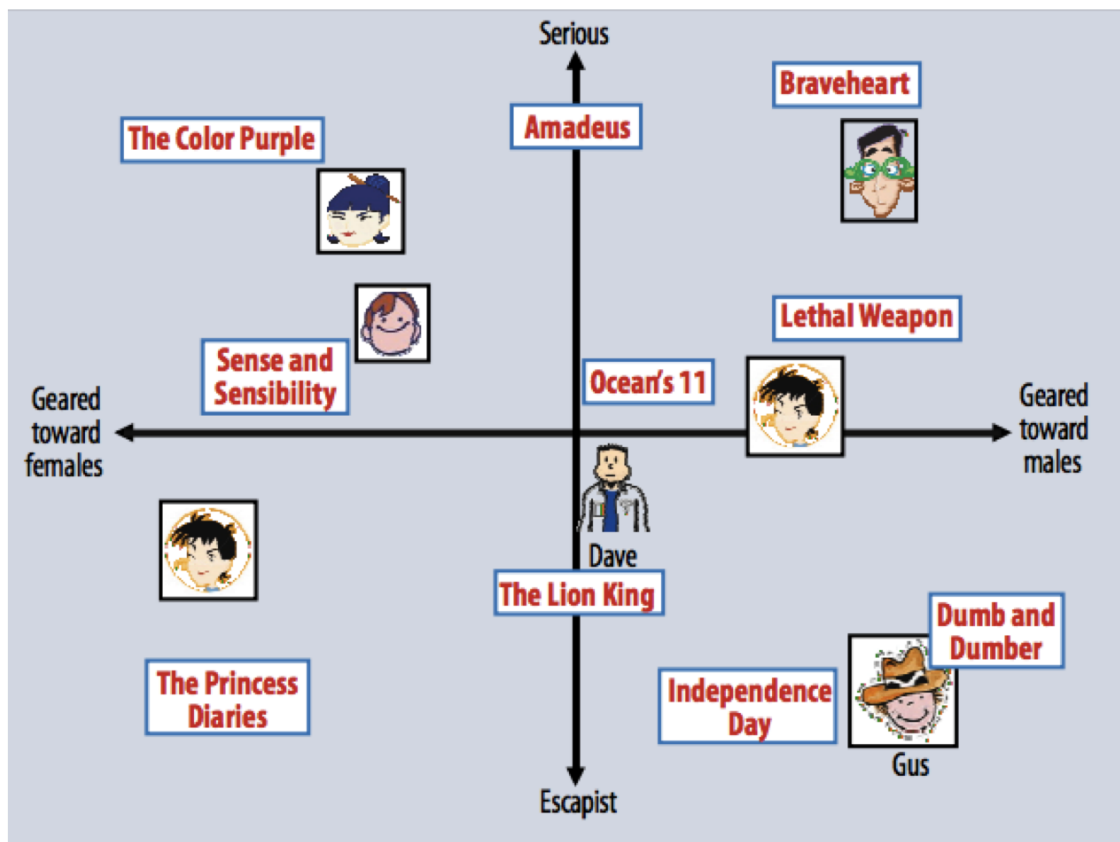 Serious
Braveheart
Amadeus
The Color Purple
Lethal Weapon
Sense and
Sensibility
Ocean's 11
Geared
toward
females
Geared
toward
males
Dave
The Lion King
Dumb and
Dumber
The Princess
Diaries
Independence
Day
Gus
Escapist